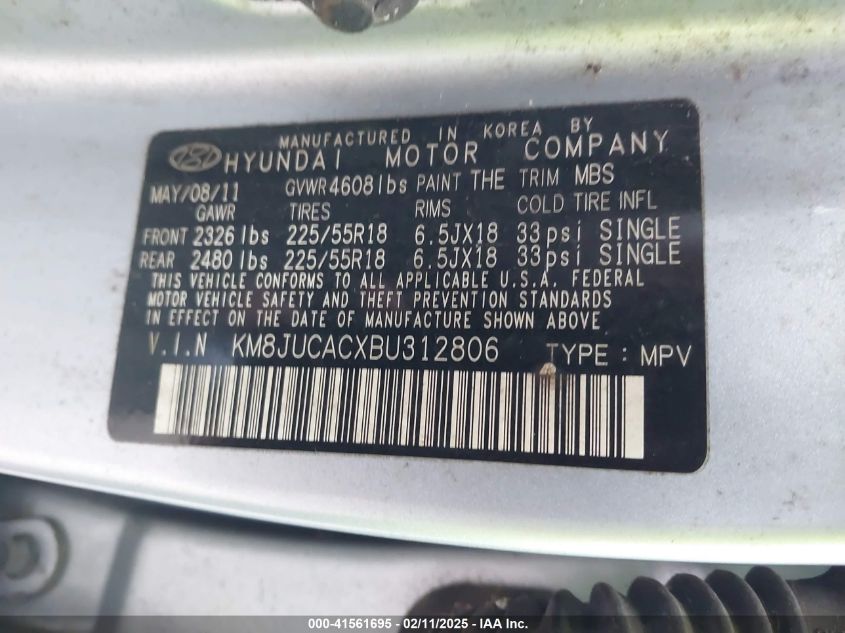 MANUFACTURED IN KOREA BY
HYUNDAI MOTOR COMPANY
MAY/08/11 GVWR 4608lbs PAINT THE TRIM MBS
GAWR TIRES RIMS COLD TIRE INFL
FRONT 2326 lbs 225/55R18 6.5JX18 33psi SINGLE
REAR 2480 lbs 225/55R18 6.5JX18 33psi SINGLE
THIS VEHICLE CONFORMS TO ALL APPLICABLE U.S.A. FEDERAL
MOTOR VEHICLE SAFETY AND THEFT PREVENTION STANDARDS
IN EFFECT ON THE DATE OF MANUFACTURE SHOWN ABOVE.
V.I.N KM8JUCACXBU312806 TYPE : MPV
000-41561695 - 02/11/2025 - IAA Inc.